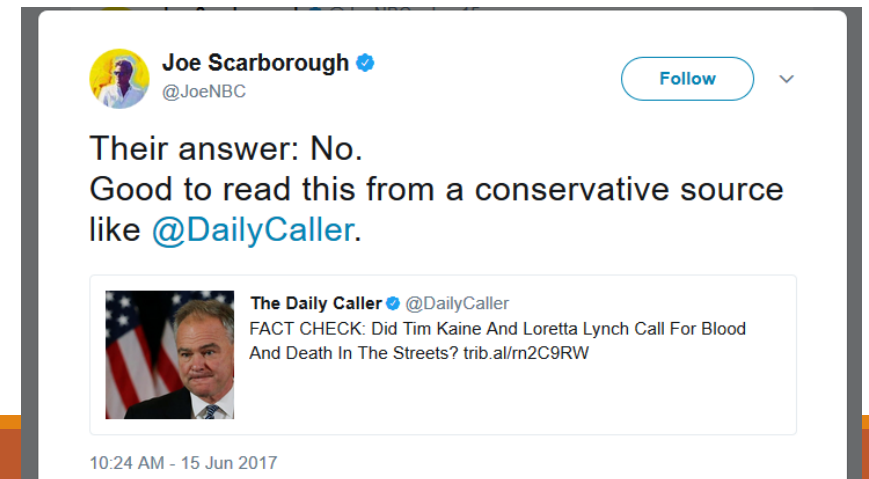 Joe Scarborough
@JoeNBC
Follow
Their answer: No.
Good to read this from a conservative source
like @DailyCaller.
The Daily Caller @DailyCaller
FACT CHECK: Did Tim Kaine And Loretta Lynch Call For Blood
And Death In The Streets? trib.al/rn2C9RW
10:24 AM - 15 Jun 2017